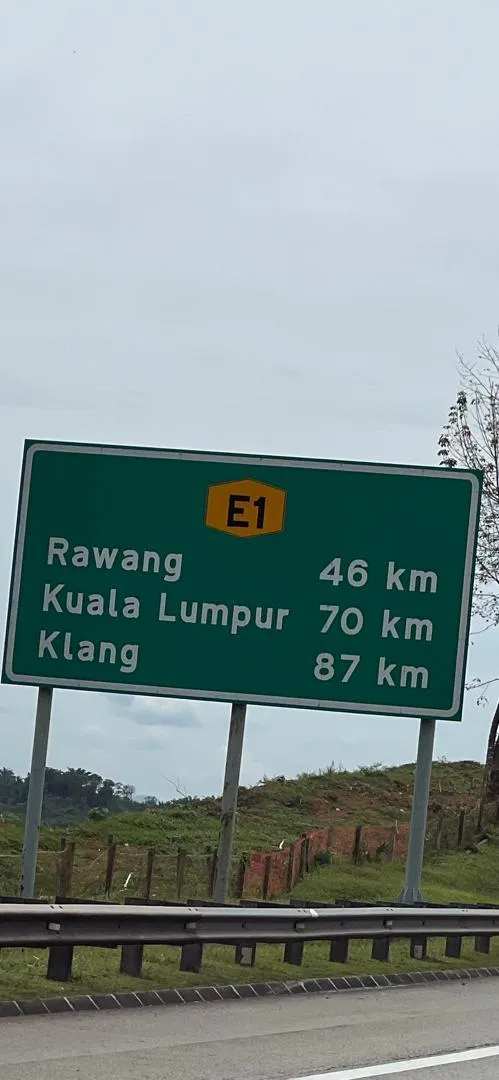 E1
Rawang 46 km
Kuala Lumpur 70 km
Klang 87 km